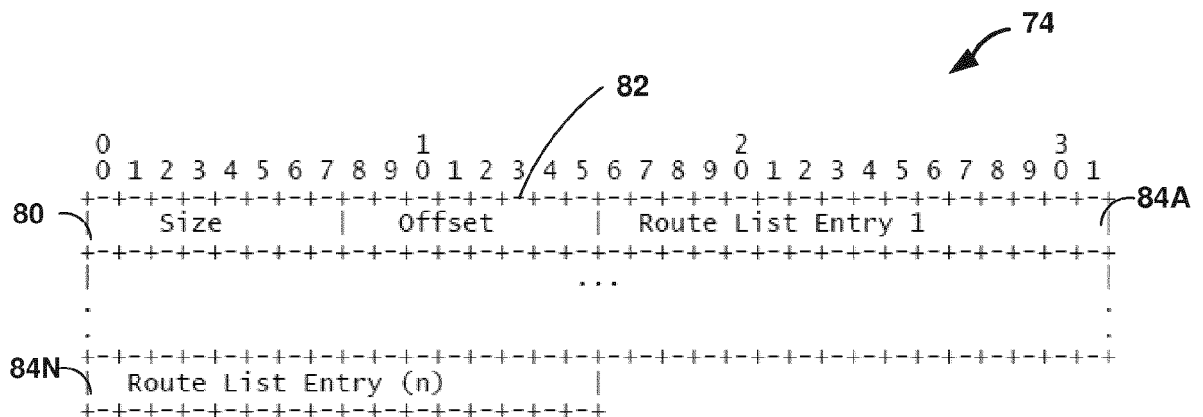 74
82
0 1 2 3
0 1 2 3 4 5 6 7 8 9 0 1 2 3 4 5 6 7 8 9 0 1 2 3 4 5 6 7 8 9 0 1
+-+-+-+-+-+-+-+-+-+-+-+-+-+-+-+-+-+-+-+-+-+-+-+-+-+-+-+-+-+-+-+-+
80 | Size | Offset | Route List Entry 1 | 84A
+-+-+-+-+-+-+-+-+-+-+-+-+-+-+-+-+-+-+-+-+-+-+-+-+-+-+-+-+-+-+-+-+
| ... |
. .
. .
+-+-+-+-+-+-+-+-+-+-+-+-+-+-+-+-+-+-+-+-+-+-+-+-+-+-+-+-+-+-+-+-+
84N | Route List Entry (n) |
+-+-+-+-+-+-+-+-+-+-+-+-+-+-+-+-+